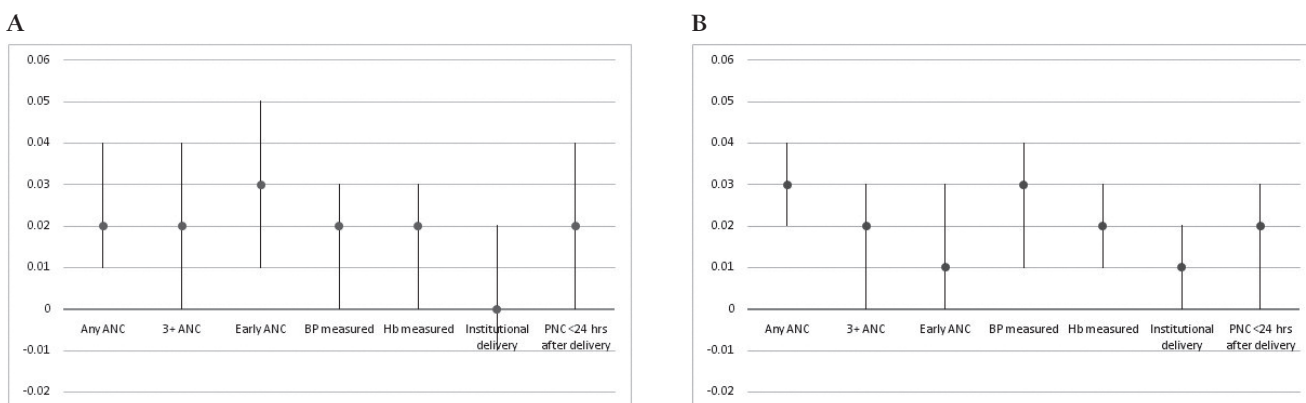 A
0.06
0.05
0.04
0.03
0.02
0.01
0
-0.01
-0.02
Any ANC
3+ ANC
Early ANC
BP measured
Hb measured
Institutional
delivery
PNC <24 hrs
after delivery
B
0.06
0.05
0.04
0.03
0.02
0.01
0
-0.01
-0.02
Any ANC
3+ ANC
Early ANC
BP measured
Hb measured
Institutional
delivery
PNC <24 hrs
after delivery